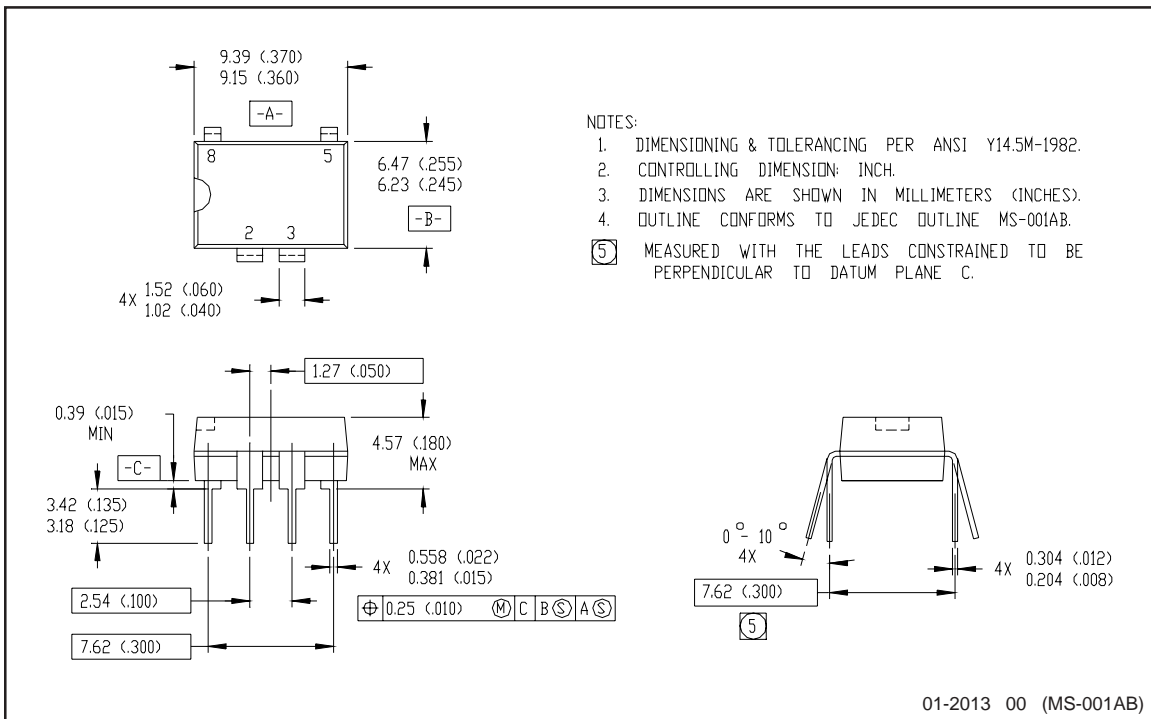 9.39 (.370)
9.15 (.360)
-A-
8 5
6.47 (.255)
6.23 (.245)
-B-
2 3
4X 1.52 (.060)
1.02 (.040)
NOTES:
1. DIMENSIONING & TOLERANCING PER ANSI Y14.5M-1982.
2. CONTROLLING DIMENSION: INCH.
3. DIMENSIONS ARE SHOWN IN MILLIMETERS (INCHES).
4. OUTLINE CONFORMS TO JEDEC OUTLINE MS-001AB.
5 MEASURED WITH THE LEADS CONSTRAINED TO BE
PERPENDICULAR TO DATUM PLANE C.
1.27 (.050)
0.39 (.015)
MIN
-C-
4.57 (.180)
MAX
3.42 (.135)
3.18 (.125)
4X 0.558 (.022)
0.381 (.015)
2.54 (.100)
⌖ 0.25 (.010) Ⓜ C B Ⓢ A Ⓢ
7.62 (.300)
0° - 10°
4X
4X 0.304 (.012)
0.204 (.008)
7.62 (.300)
5
01-2013 00 (MS-001AB)